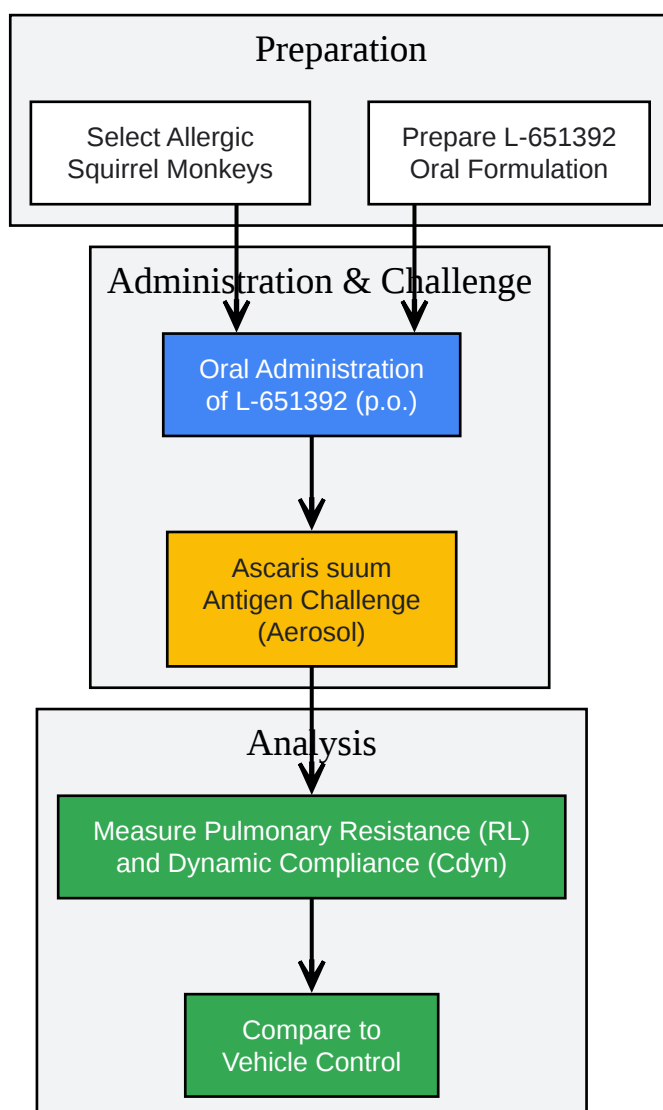 Preparation
Select Allergic
Squirrel Monkeys
Prepare L-651392
Oral Formulation
Administration & Challenge
Oral Administration
of L-651392 (p.o.)
Ascaris suum
Antigen Challenge
(Aerosol)
Analysis
Measure Pulmonary Resistance (RL)
and Dynamic Compliance (Cdyn)
Compare to
Vehicle Control